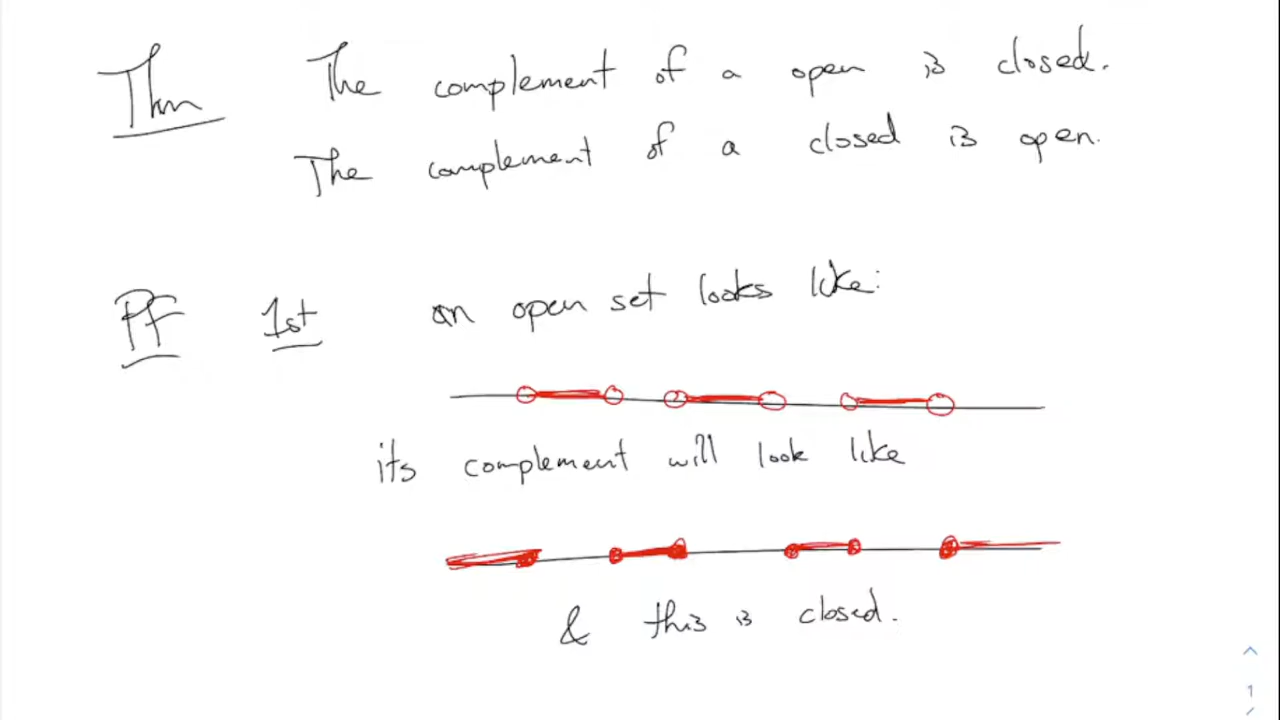 Thm The complement of a open is closed.
The complement of a closed is open.
PF 1st an open set looks like:
its complement will look like
& this is closed.
1